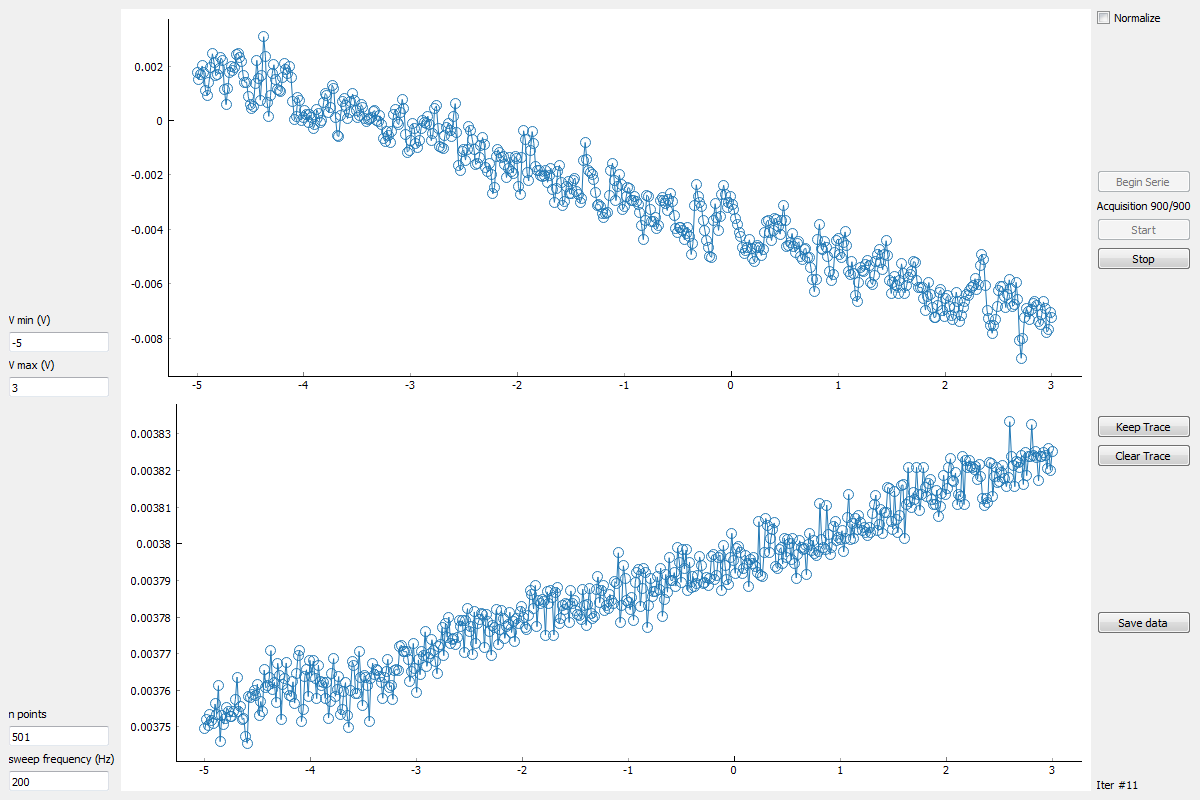 Normalize
0.002
0
-0.002
-0.004
-0.006
-0.008
-5 -4 -3 -2 -1 0 1 2 3
Begin Serie
Acquisition 900/900
Start
Stop
V min (V)
-5
V max (V)
3
0.00383
0.00382
0.00381
0.0038
0.00379
0.00378
0.00377
0.00376
0.00375
-5 -4 -3 -2 -1 0 1 2 3
Keep Trace
Clear Trace
Save data
n points
501
sweep frequency (Hz)
200
Iter #11